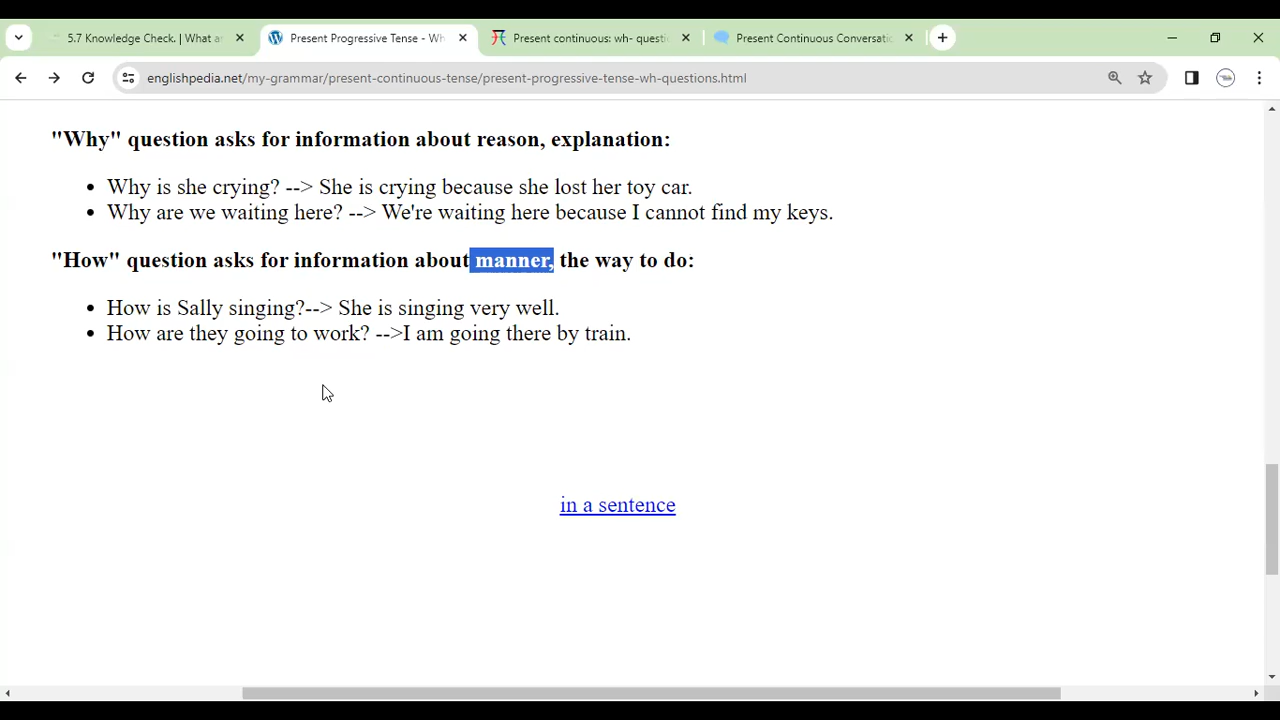 5.7 Knowledge Check. | What a
Present Progressive Tense - Wh
Present continuous: wh- questi
Present Continuous Conversatio
englishpedia.net/my-grammar/present-continuous-tense/present-progressive-tense-wh-questions.html
"Why" question asks for information about reason, explanation:
• Why is she crying? --> She is crying because she lost her toy car.
• Why are we waiting here? --> We're waiting here because I cannot find my keys.
"How" question asks for information about manner, the way to do:
• How is Sally singing?--> She is singing very well.
• How are they going to work? -->I am going there by train.
in a sentence